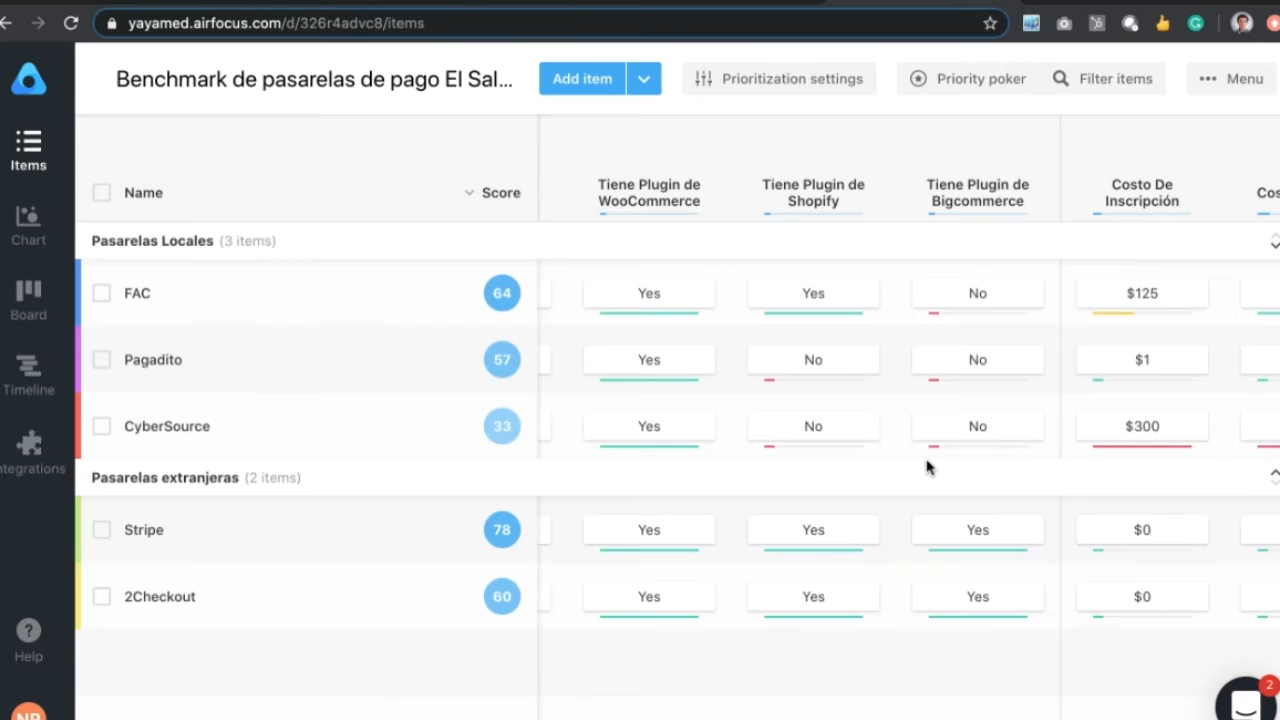 yayamed.airfocus.com/d/326r4advc8/items
Benchmark de pasarelas de pago El Sal...
Add item
Prioritization settings
Priority poker
Filter items
Menu
Items
Chart
Board
Timeline
ntegrations
Help
NR
Name
Score
Tiene Plugin de WooCommerce
Tiene Plugin de Shopify
Tiene Plugin de Bigcommerce
Costo De Inscripción
Cos
Pasarelas Locales (3 items)
FAC 64 Yes Yes No $125
Pagadito 57 Yes No No $1
CyberSource 33 Yes No No $300
Pasarelas extranjeras (2 items)
Stripe 78 Yes Yes Yes $0
2Checkout 60 Yes Yes Yes $0
2